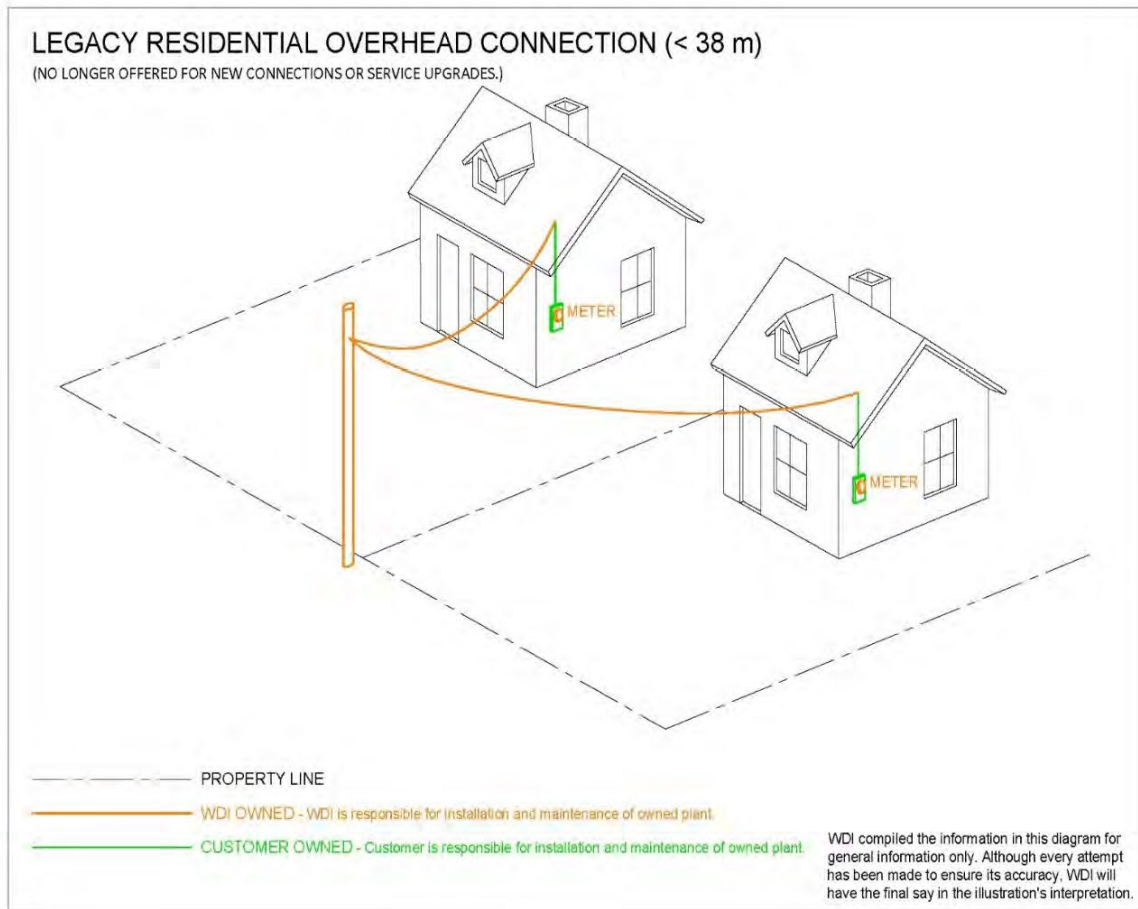 LEGACY RESIDENTIAL OVERHEAD CONNECTION (< 38 m)
(NO LONGER OFFERED FOR NEW CONNECTIONS OR SERVICE UPGRADES.)
METER
METER
PROPERTY LINE
WDI OWNED - WDI is responsible for installation and maintenance of owned plant.
CUSTOMER OWNED - Customer is responsible for installation and maintenance of owned plant.
WDI compiled the information in this diagram for
general information only. Although every attempt
has been made to ensure its accuracy, WDI will
have the final say in the illustration's interpretation.